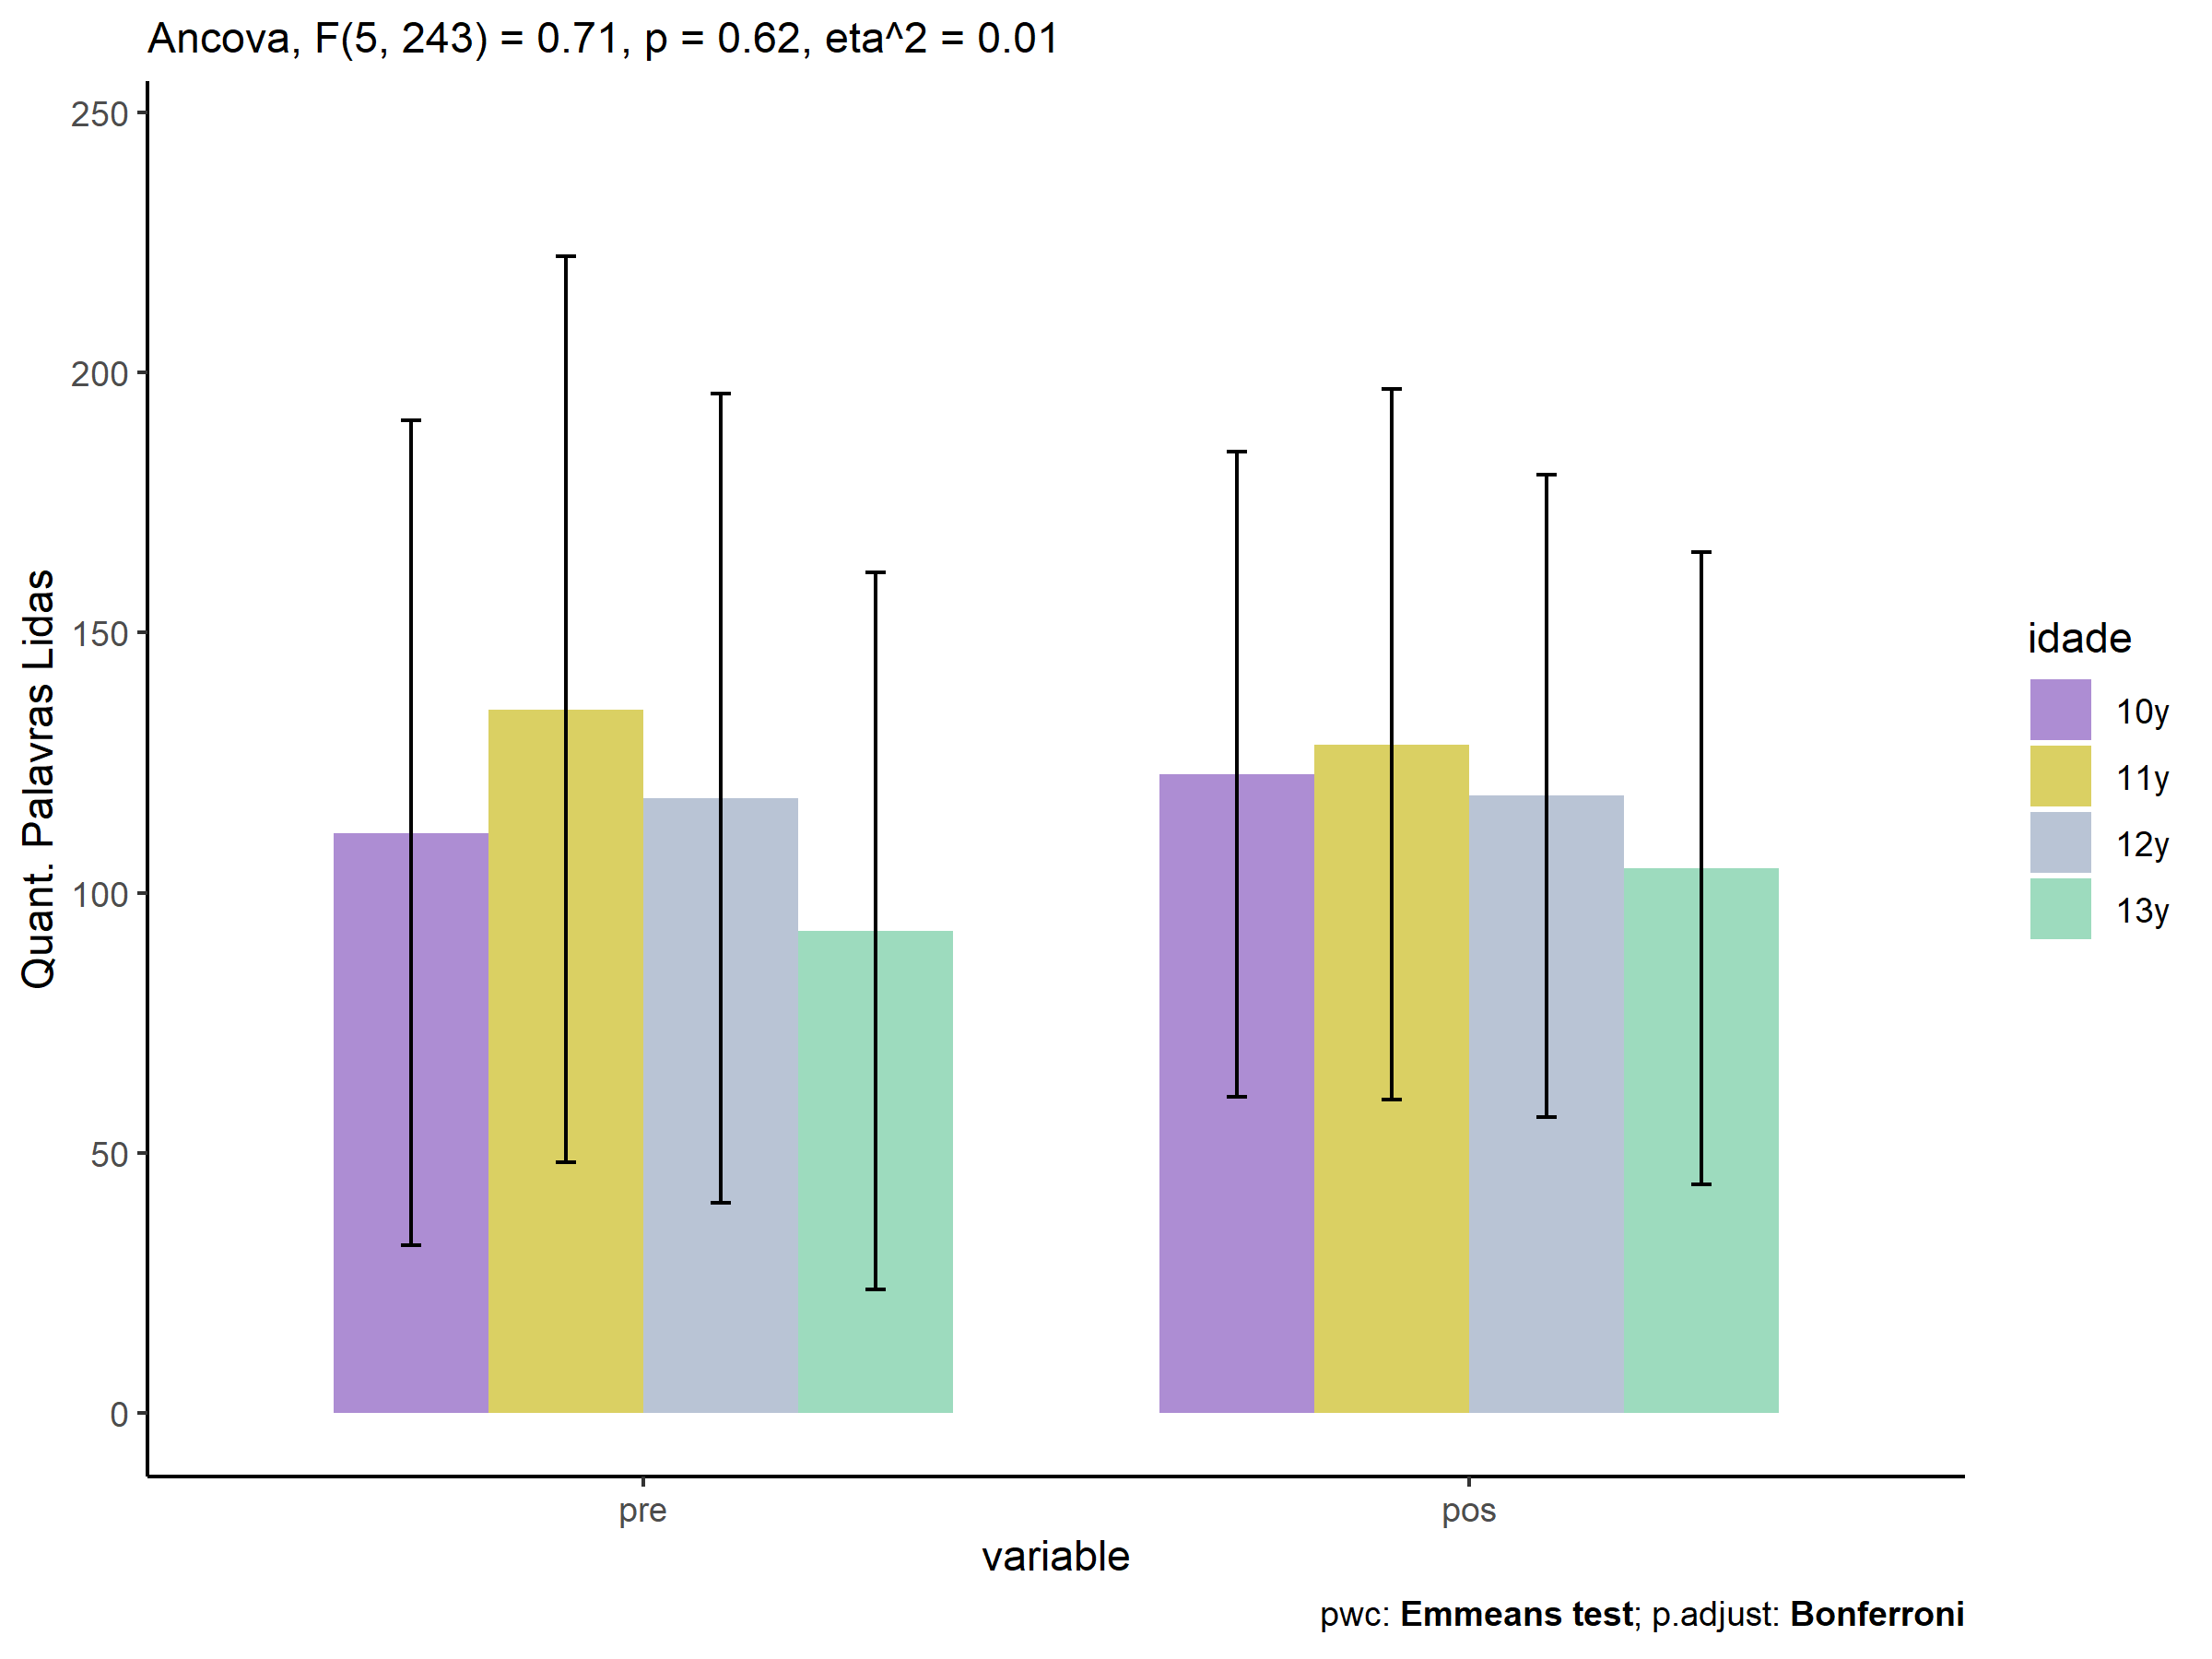 Ancova, F(5, 243) = 0.71, p = 0.62, eta^2 = 0.01
Quant. Palavras Lidas
250
200
150
100
50
0
pre
pos
variable
idade
10y
11y
12y
13y
pwc: Emmeans test; p.adjust: Bonferroni